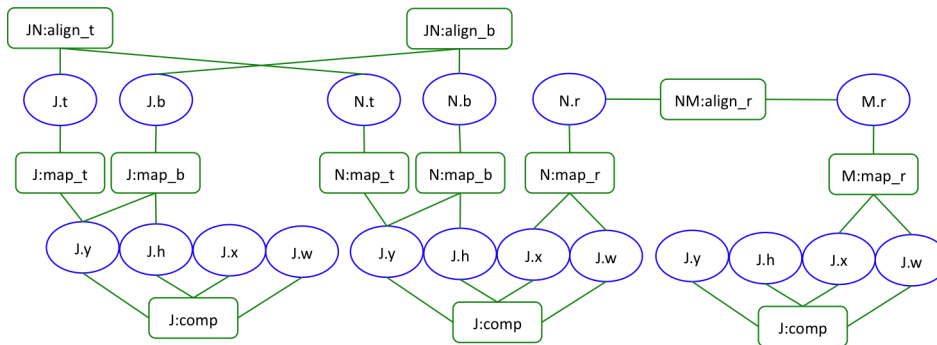 JN:align_t
JN:align_b
J.t
J.b
N.t
N.b
N.r
NM:align_r
M.r
J:map_t
J:map_b
N:map_t
N:map_b
N:map_r
M:map_r
J.y
J.h
J.x
J.w
J.y
J.h
J.x
J.w
J.y
J.h
J.x
J.w
J:comp
J:comp
J:comp